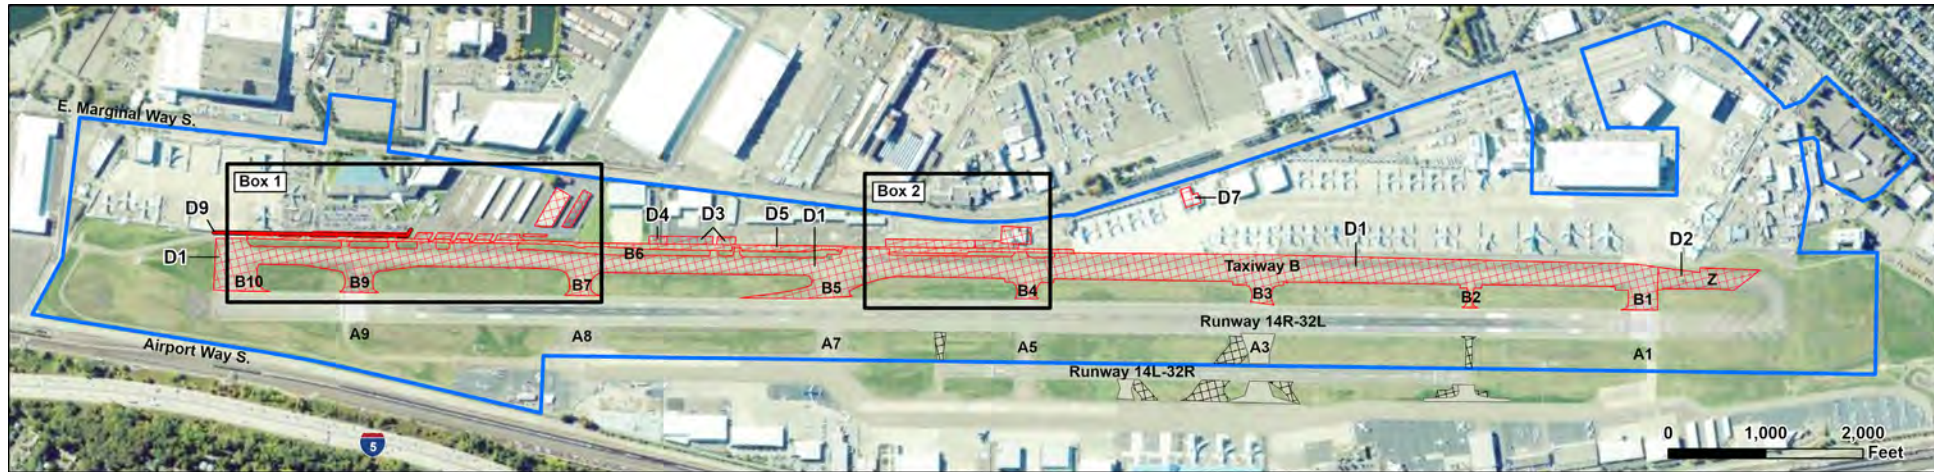 E. Marginal Way S.
Box 1
Box 2
D9
D4
D3
D5
D1
D7
D1
D2
D1
B6
B10
B9
B7
B5
B4
Taxiway B
B3
B2
B1
Z
Runway 14R-32L
A9
A8
A7
A5
A3
A1
Airport Way S.
Runway 14L-32R
5
0 1,000 2,000
Feet